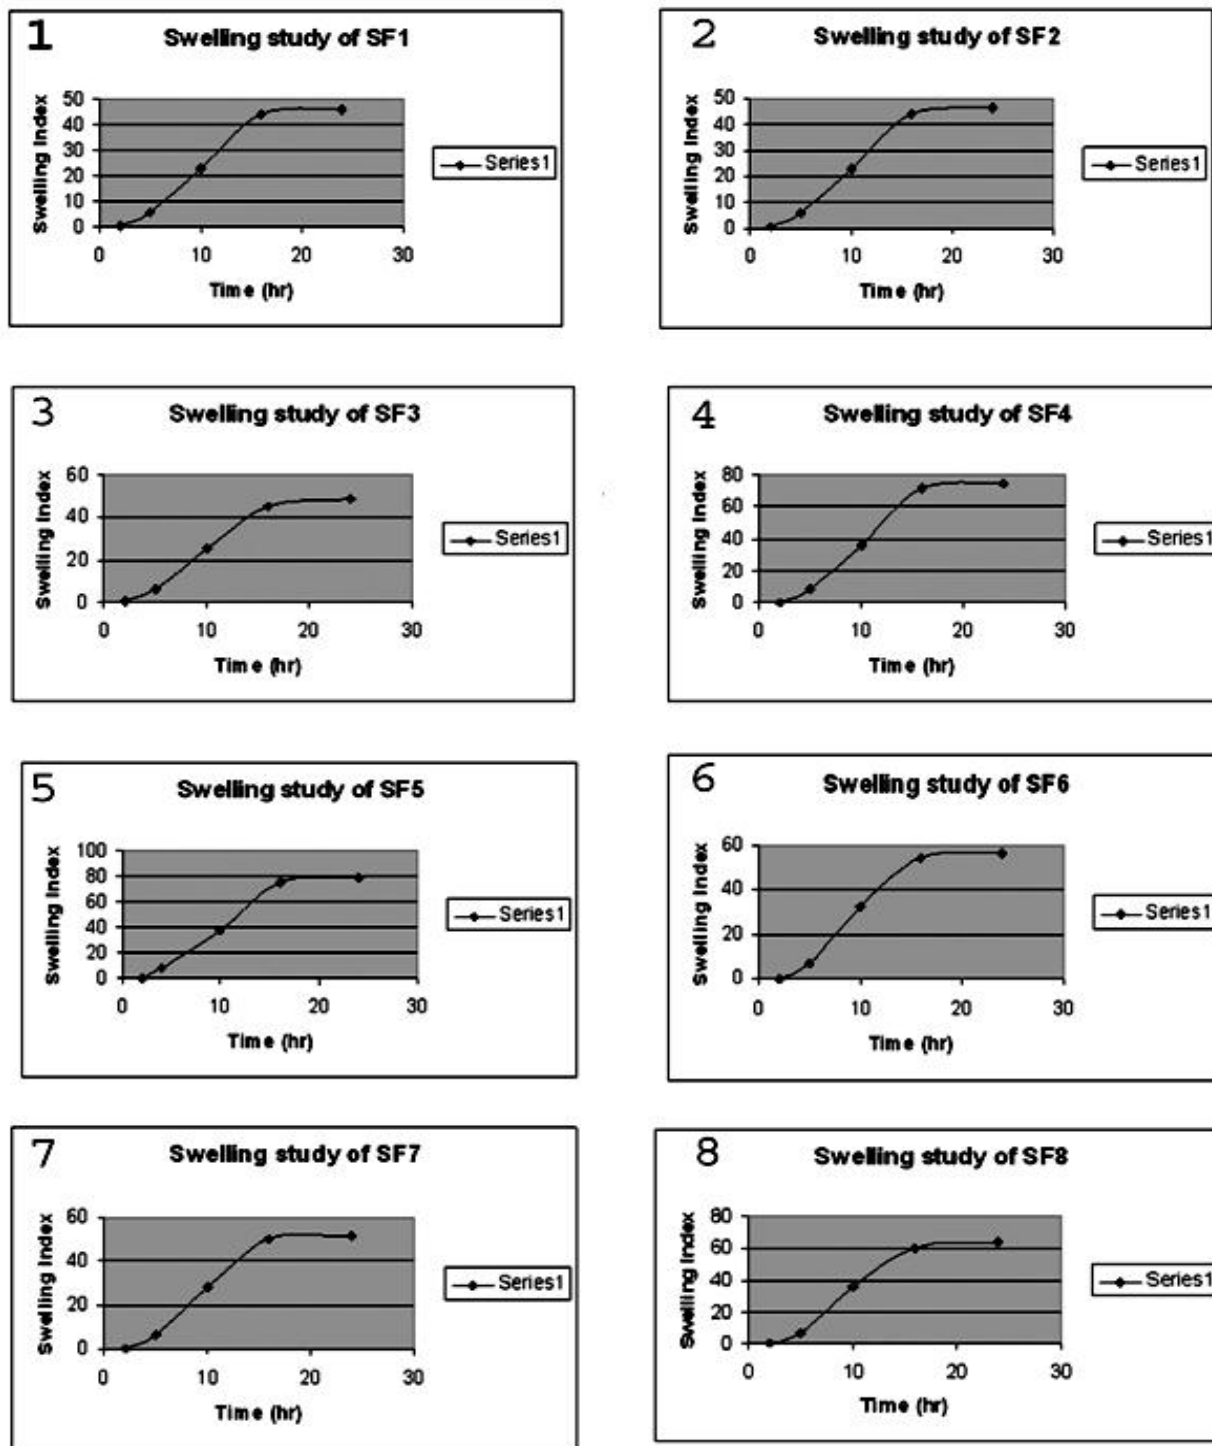 1
Swelling study of SF1
Swelling Index
50
40
30
20
10
0
0 10 20 30
Time (hr)
Series1
2
Swelling study of SF2
Swelling Index
50
40
30
20
10
0
0 10 20 30
Time (hr)
Series1
3
Swelling study of SF3
Swelling Index
60
40
20
0
0 10 20 30
Time (hr)
Series1
4
Swelling study of SF4
Swelling Index
80
60
40
20
0
0 10 20 30
Time (hr)
Series1
5
Swelling study of SF5
Swelling Index
100
80
60
40
20
0
0 10 20 30
Time (hr)
Series1
6
Swelling study of SF6
Swelling Index
60
40
20
0
0 10 20 30
Time (hr)
Series1
7
Swelling study of SF7
Swelling Index
60
40
20
0
0 10 20 30
Time (hr)
Series1
8
Swelling study of SF8
Swelling Index
80
60
40
20
0
0 10 20 30
Time (hr)
Series1